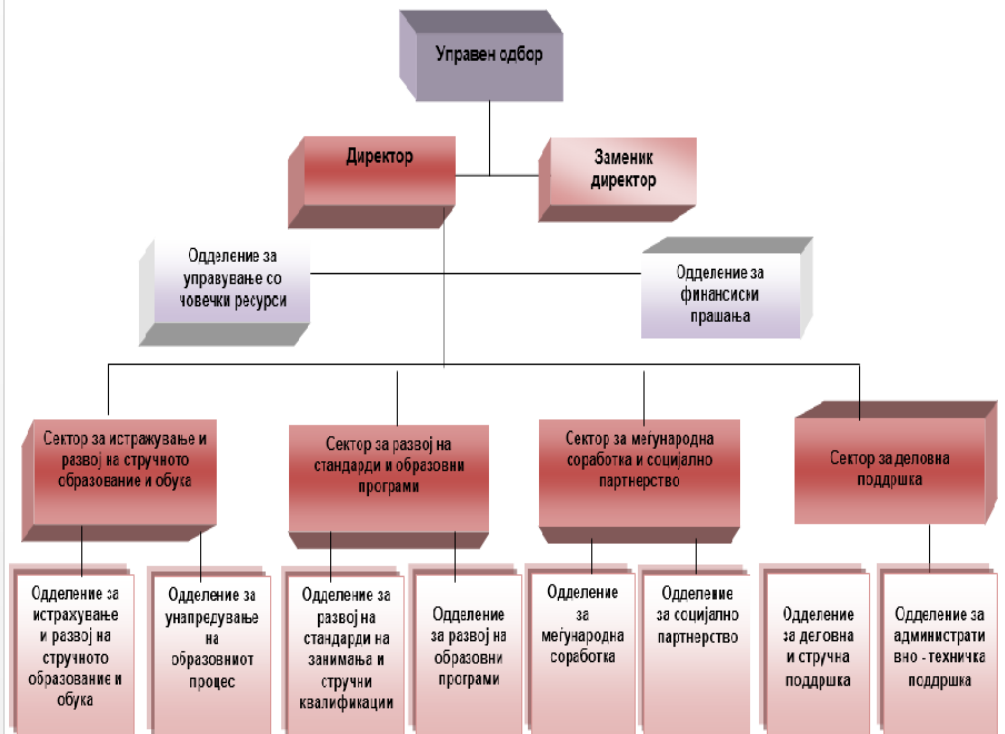 Управен одбор
Директор
Заменик
директор
Одделение за
управување со
човечки ресурси
Одделение за
финансиски
прашања
Сектор за истражување и
развој на стручното
образование и обука
Сектор за развој на
стандарди и образовни
програми
Сектор за меѓународна
соработка и социјално
партнерство
Сектор за деловна
поддршка
Одделение за
истражување
и развој на
стручното
образование и
обука
Одделение за
унапредување
на
образовниот
процес
Одделение за
развој на
стандарди на
занимања и
стручни
квалификации
Одделение
за развој на
образовни
програми
Одделение
за
меѓународна
соработка
Одделение
за социјално
партнерство
Одделение
за деловна
и стручна
поддршка
Одделение за
администрати
вно - техничка
поддршка